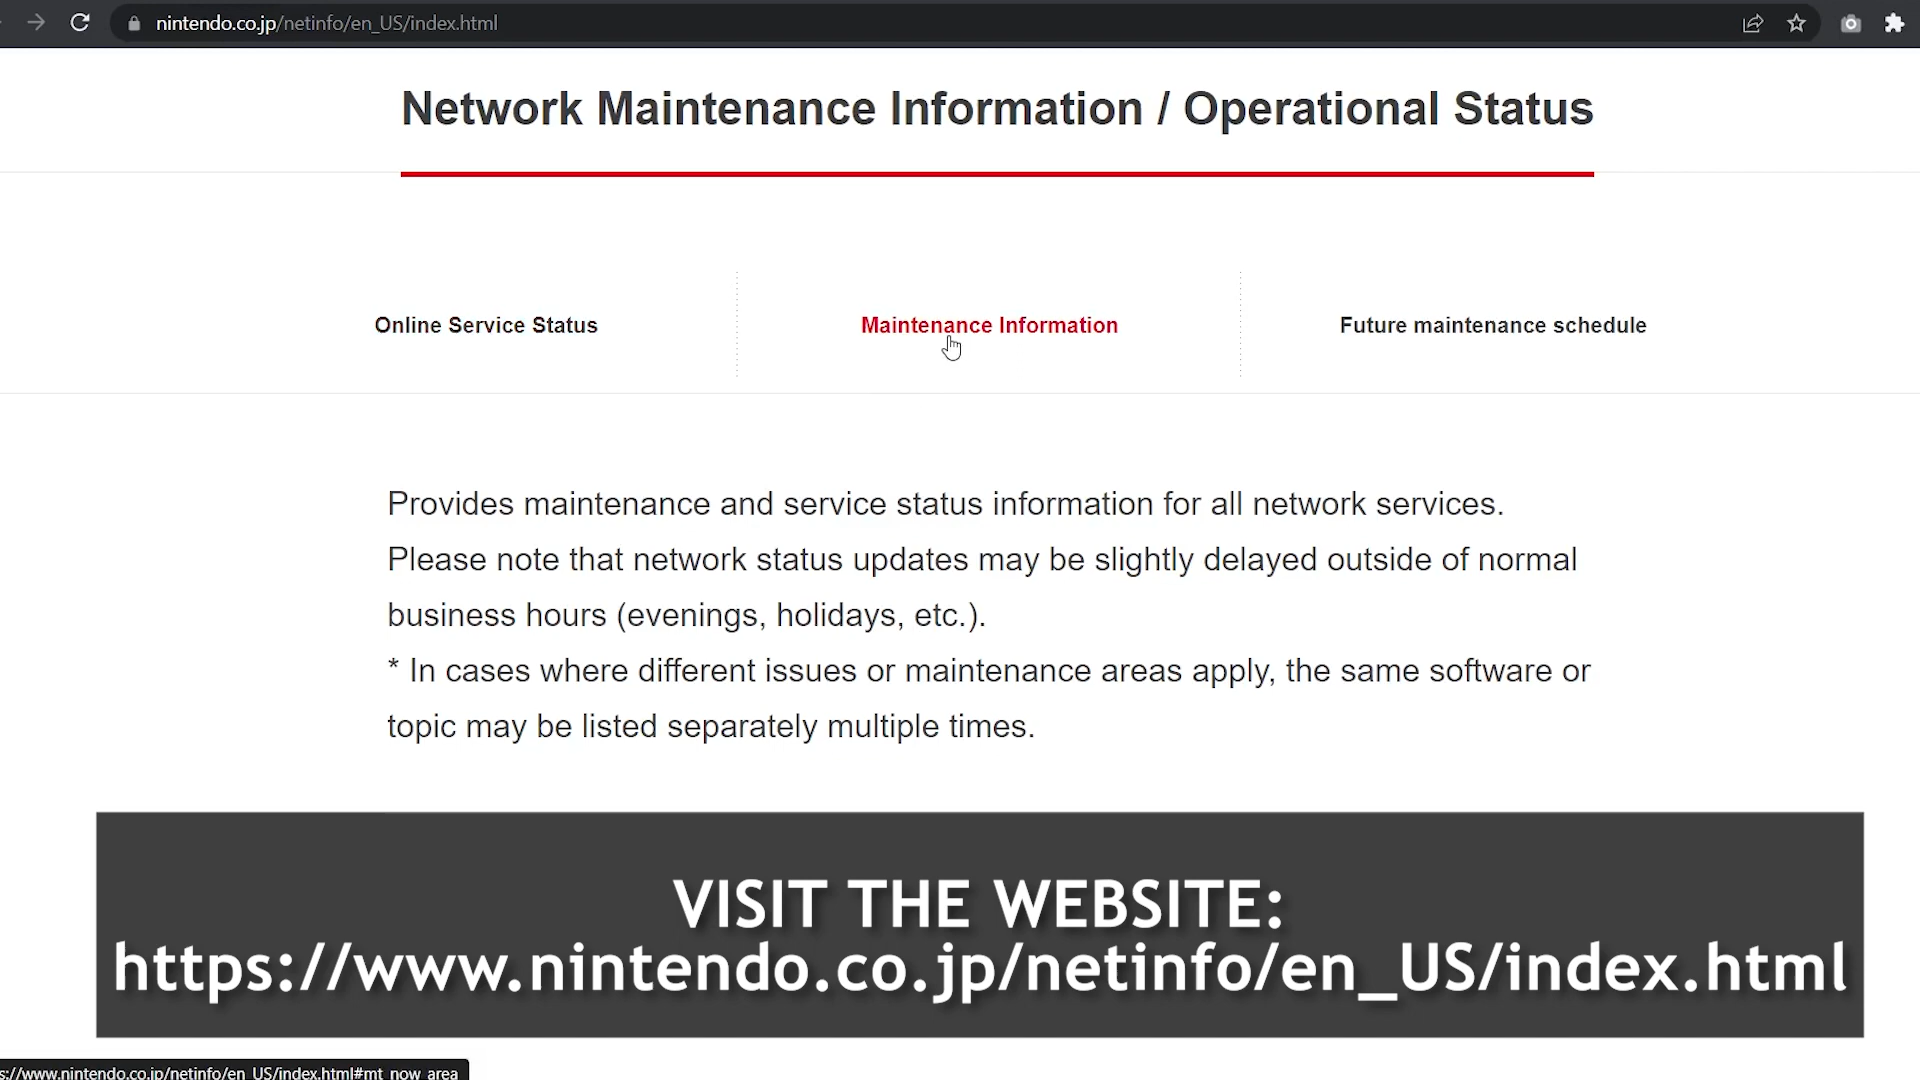 nintendo.co.jp/netinfo/en_US/index.html
Network Maintenance Information / Operational Status
Online Service Status
Maintenance Information
Future maintenance schedule
Provides maintenance and service status information for all network services.
Please note that network status updates may be slightly delayed outside of normal
business hours (evenings, holidays, etc.).
* In cases where different issues or maintenance areas apply, the same software or
topic may be listed separately multiple times.
VISIT THE WEBSITE:
https://www.nintendo.co.jp/netinfo/en_US/index.html
s://www.nintendo.co.jp/netinfo/en_US/index.html#mt_now_area